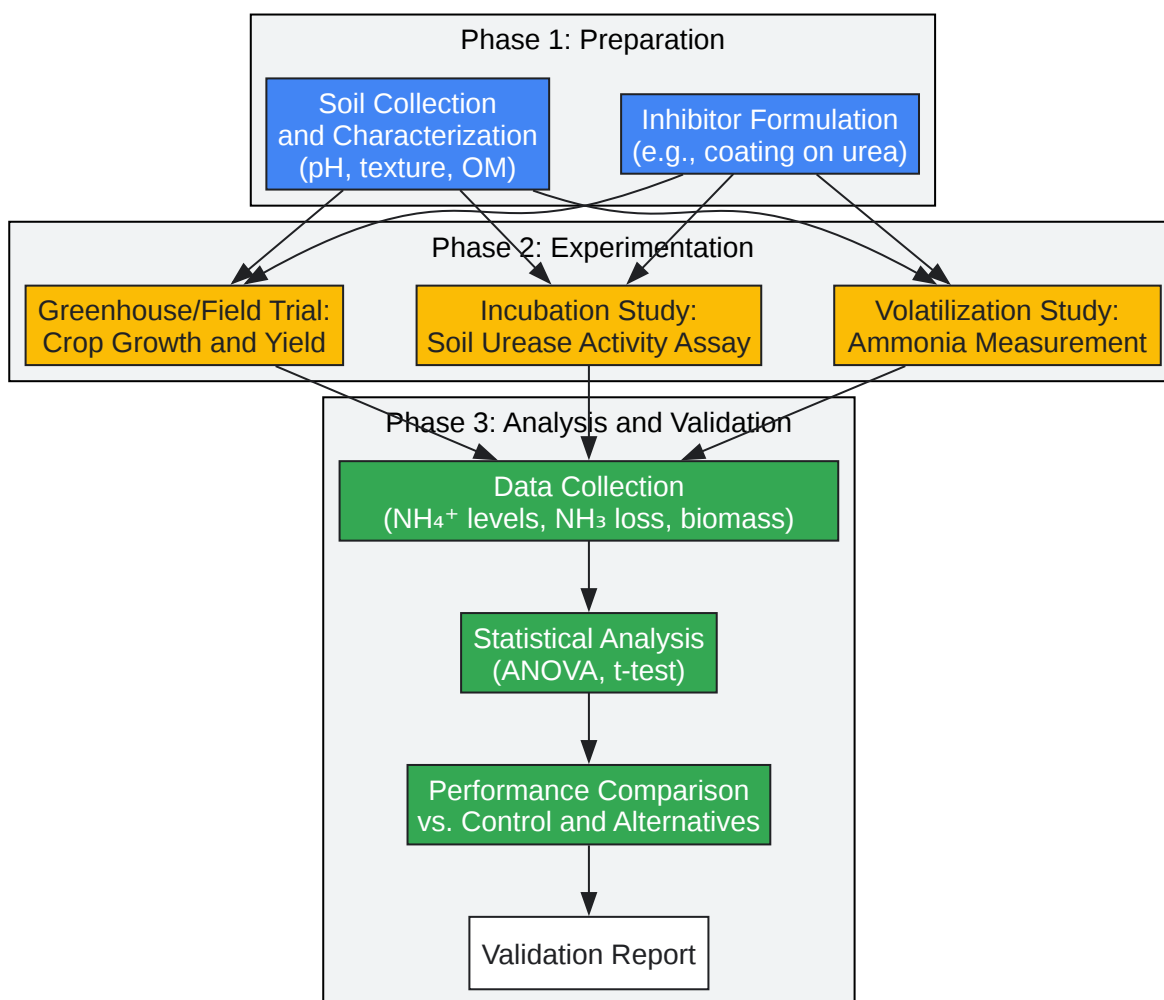 Phase 1: Preparation
Soil Collection
and Characterization
(pH, texture, OM)
Inhibitor Formulation
(e.g., coating on urea)
Phase 2: Experimentation
Greenhouse/Field Trial:
Crop Growth and Yield
Incubation Study:
Soil Urease Activity Assay
Volatilization Study:
Ammonia Measurement
Phase 3: Analysis and Validation
Data Collection
(NH₄⁺ levels, NH₃ loss, biomass)
Statistical Analysis
(ANOVA, t-test)
Performance Comparison
vs. Control and Alternatives
Validation Report